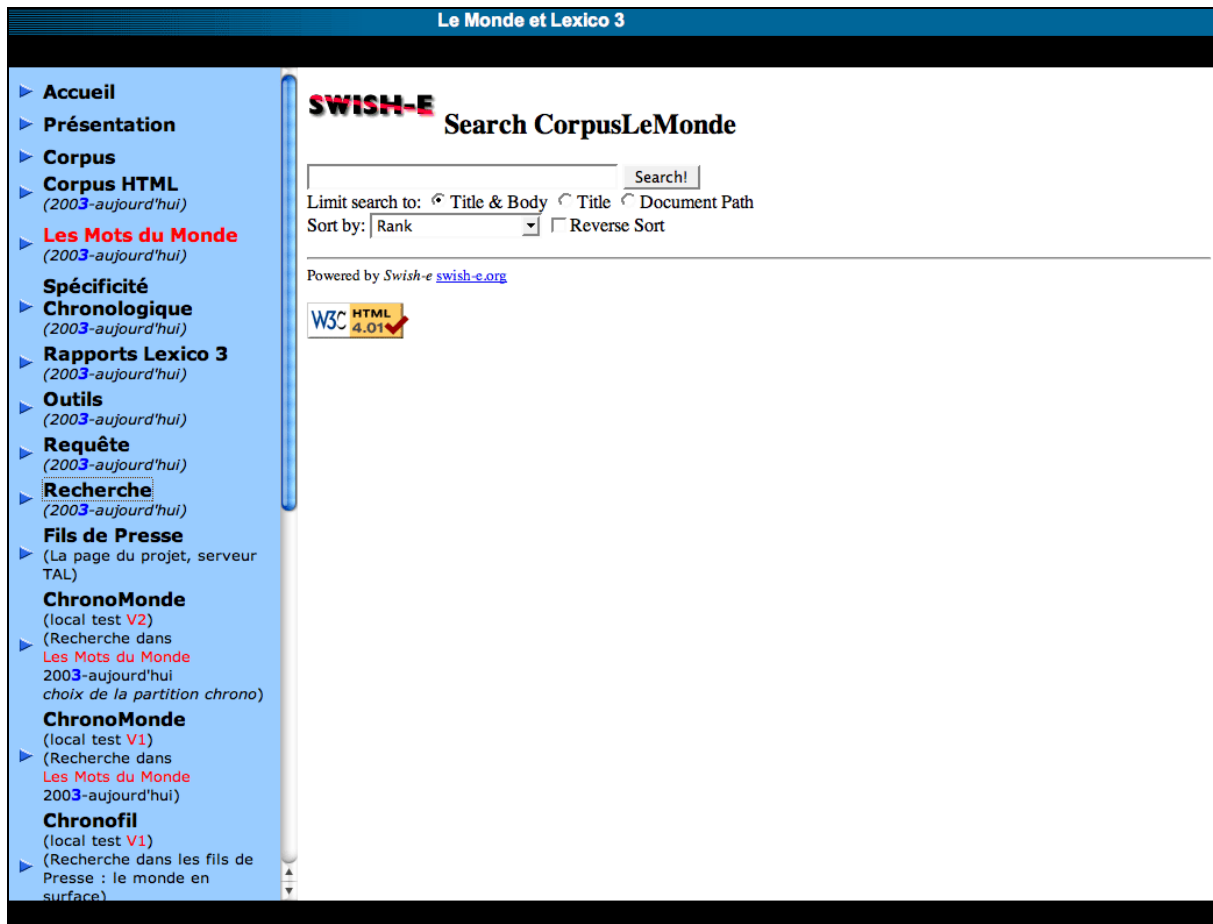 Le Monde et Lexico 3
Accueil
Présentation
Corpus
Corpus HTML
(2003-aujourd'hui)
Les Mots du Monde
(2003-aujourd'hui)
Spécificité
Chronologique
(2003-aujourd'hui)
Rapports Lexico 3
(2003-aujourd'hui)
Outils
(2003-aujourd'hui)
Requête
(2003-aujourd'hui)
Recherche
(2003-aujourd'hui)
Fils de Presse
(La page du projet, serveur
TAL)
ChronoMonde
(local test V2)
(Recherche dans
Les Mots du Monde
2003-aujourd'hui
choix de la partition chrono)
ChronoMonde
(local test V1)
(Recherche dans
Les Mots du Monde
2003-aujourd'hui)
Chronofil
(local test V1)
(Recherche dans les fils de
Presse : le monde en
surface)
SWISH-E Search CorpusLeMonde
Search!
Limit search to: Title & Body Title Document Path
Sort by: Rank Reverse Sort
Powered by Swish-e swish-e.org
W3C HTML
4.01